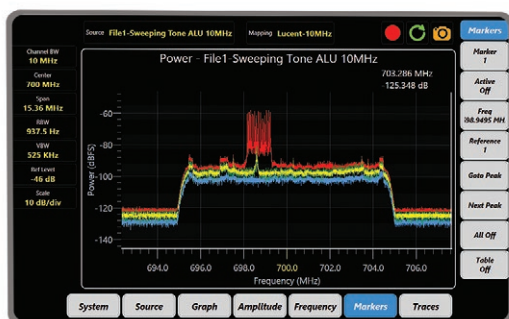 Source File1-Sweeping Tone ALU 10MHz Mapping Lucent-10MHz
Markers
Channel BW
10 MHz
Center
700 MHz
Span
15.36 MHz
RBW
937.5 Hz
VBW
525 KHz
Ref Level
-46 dB
Scale
10 dB/div
Power - File1-Sweeping Tone ALU 10MHz
703.286 MHz
-125.348 dB
Power (dBFS)
-60
-80
-100
-120
-140
694.0 696.0 698.0 700.0 702.0 704.0 706.0
Frequency (MHz)
Marker
1
Active
Off
Freq
98.9495 MH
Reference
1
Goto Peak
Next Peak
All Off
Table
Off
System Source Graph Amplitude Frequency Markers Traces